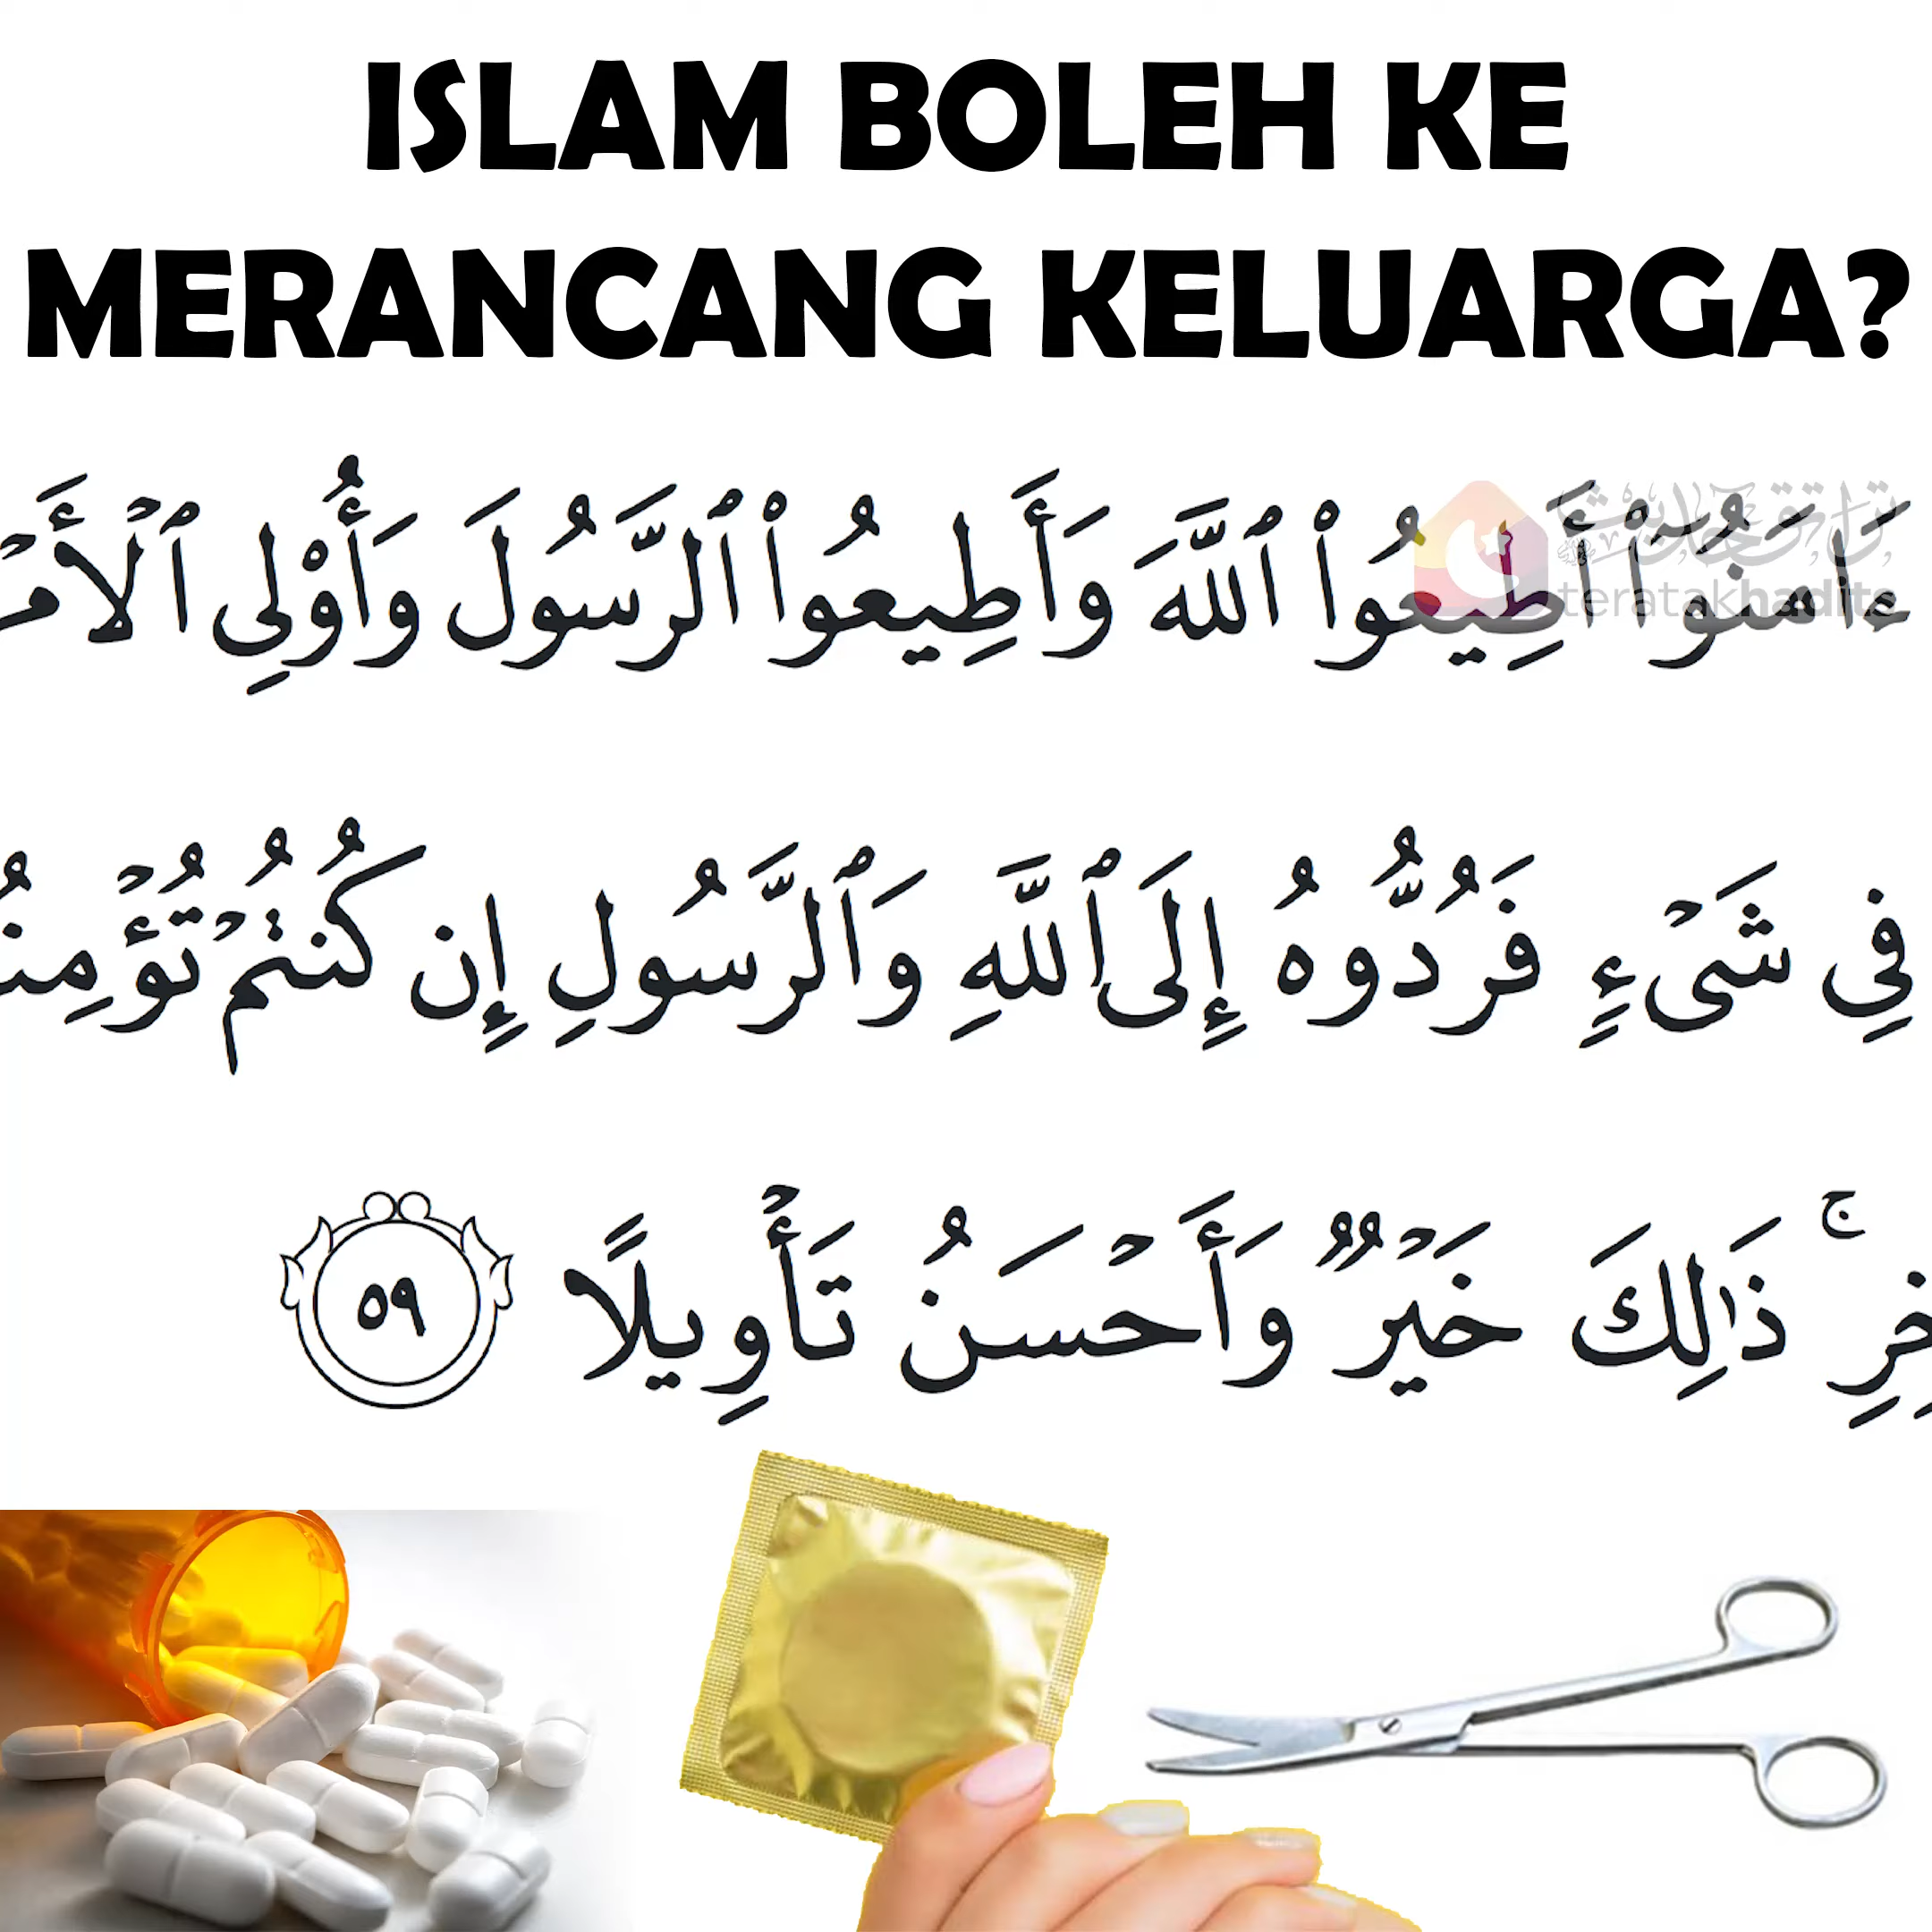 ISLAM BOLEH KE
MERANCANG KELUARGA?
ءَامَنُوٓا۟ أَطِيعُوا۟ ٱللَّهَ وَأَطِيعُوا۟ ٱلرَّسُولَ وَأُو۟لِى ٱلْأَمْ
teratakhadits
فِى شَىْءٍ فَرُدُّوهُ إِلَى ٱللَّهِ وَٱلرَّسُولِ إِن كُنتُمْ تُؤْمِنُ
خِرِ ۚ ذَٰلِكَ خَيْرٌ وَأَحْسَنُ تَأْوِيلًا ٥٩